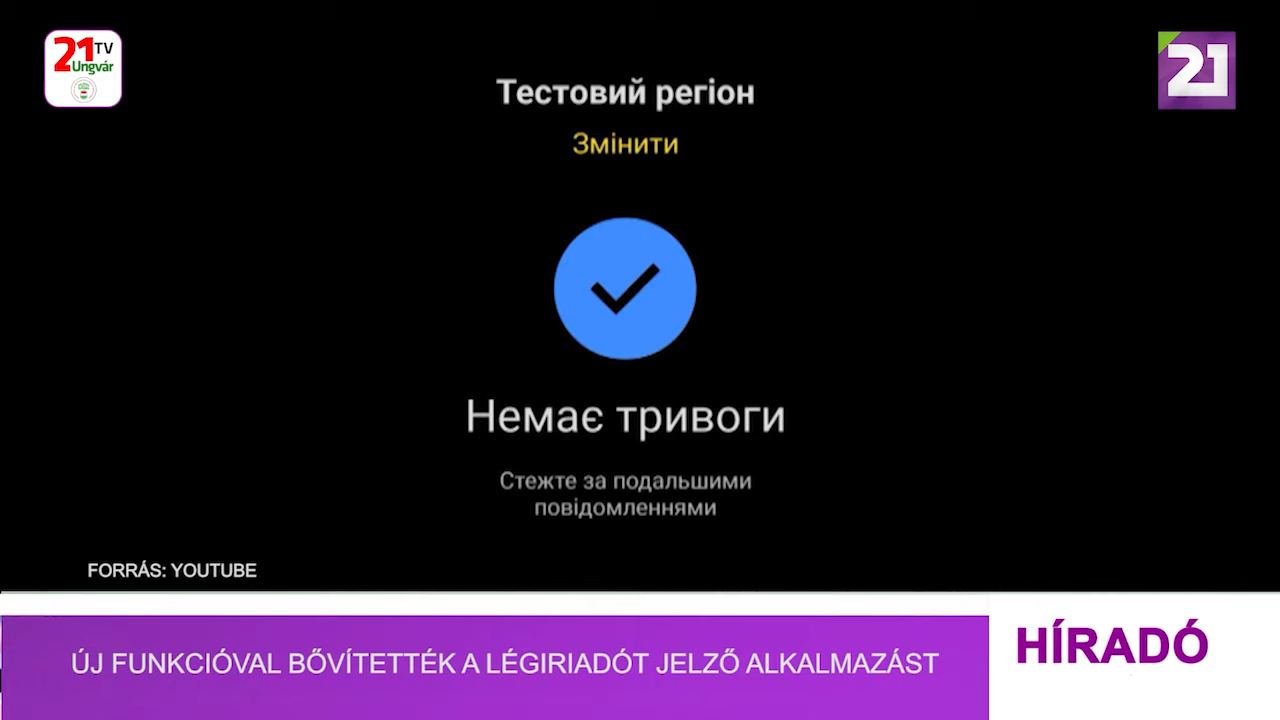 21 TV
Ungvár
21
Тестовий регіон
Змінити
Немає тривоги
Стежте за подальшими
повідомленнями
FORRÁS: YOUTUBE
ÚJ FUNKCIÓVAL BŐVÍTETTÉK A LÉGIRIADÓT JELZŐ ALKALMAZÁST
HÍRADÓ